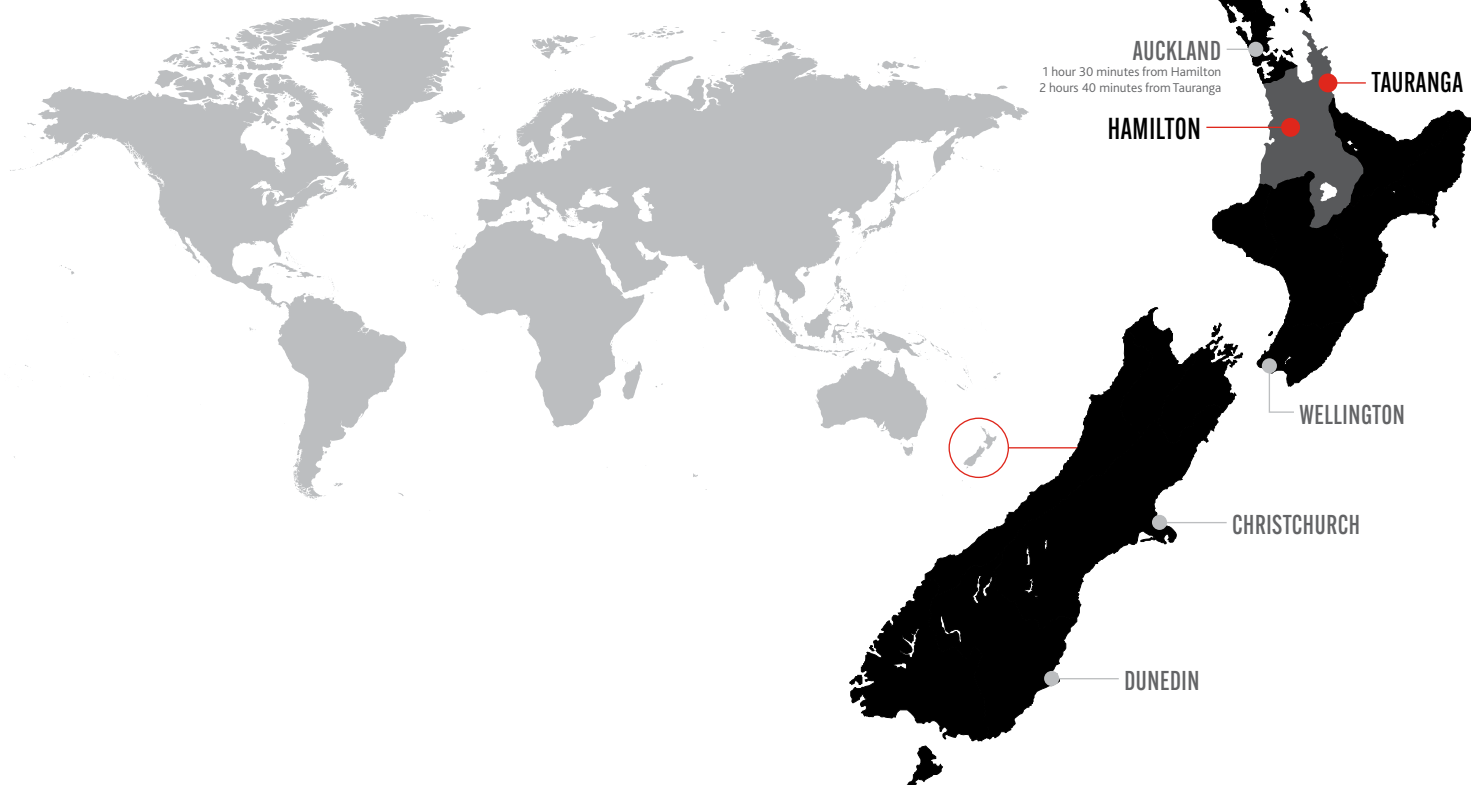 AUCKLAND
1 hour 30 minutes from Hamilton
2 hours 40 minutes from Tauranga
TAURANGA
HAMILTON
WELLINGTON
CHRISTCHURCH
DUNEDIN